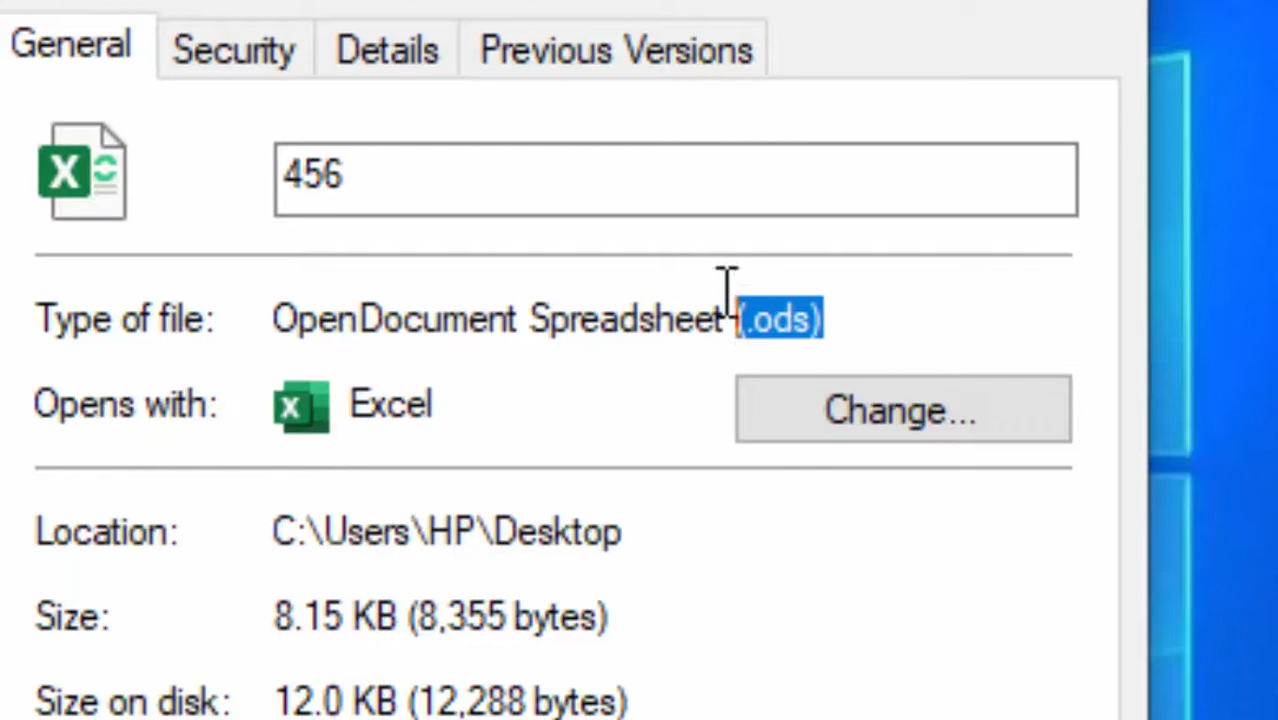 General Security Details Previous Versions
456
Type of file: OpenDocument Spreadsheet (.ods)
Opens with: Excel Change...
Location: C:\Users\HP\Desktop
Size: 8.15 KB (8,355 bytes)
Size on disk: 12.0 KB (12,288 bytes)